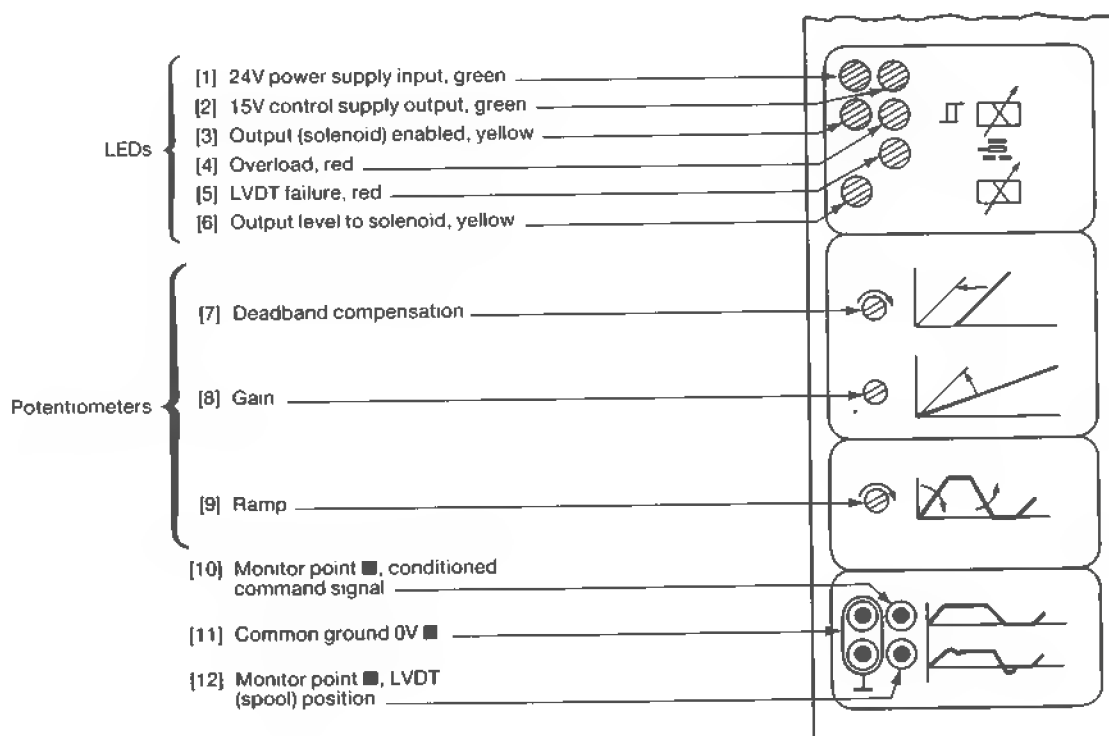 LEDs
[1] 24V power supply input, green
[2] 15V control supply output, green
[3] Output (solenoid) enabled, yellow
[4] Overload, red
[5] LVDT failure, red
[6] Output level to solenoid, yellow
Potentiometers
[7] Deadband compensation
[8] Gain
[9] Ramp
[10] Monitor point ■, conditioned
command signal
[11] Common ground 0V ■
[12] Monitor point ■, LVDT
(spool) position